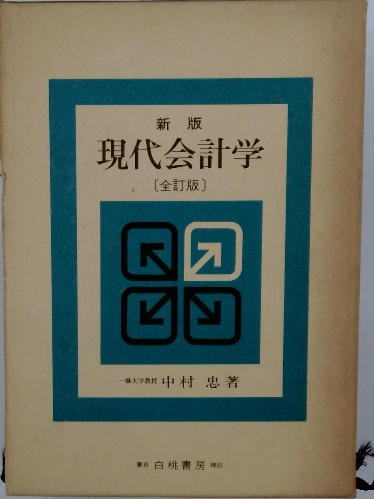 新版
現代会計学
〔全訂版〕
一橋大学教授 中村 忠 著
東京 白桃書房 神田